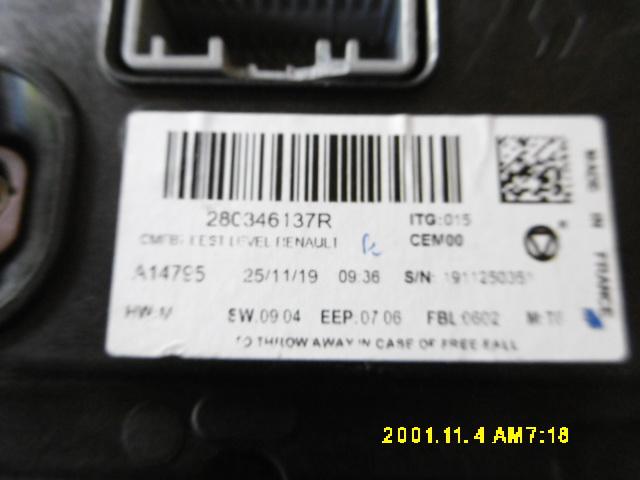 280346137R ITG:015
BEST LEVEL RENAULT CEM00
A14795 25/11/19 09:36 S/N: 1911250351
HW: SW.09 04 EEP.07 06 FBL:0602
TO THROW AWAY IN CASE OF FREE FALL
MADE IN FRANCE
2001.11. 4 AM7:18